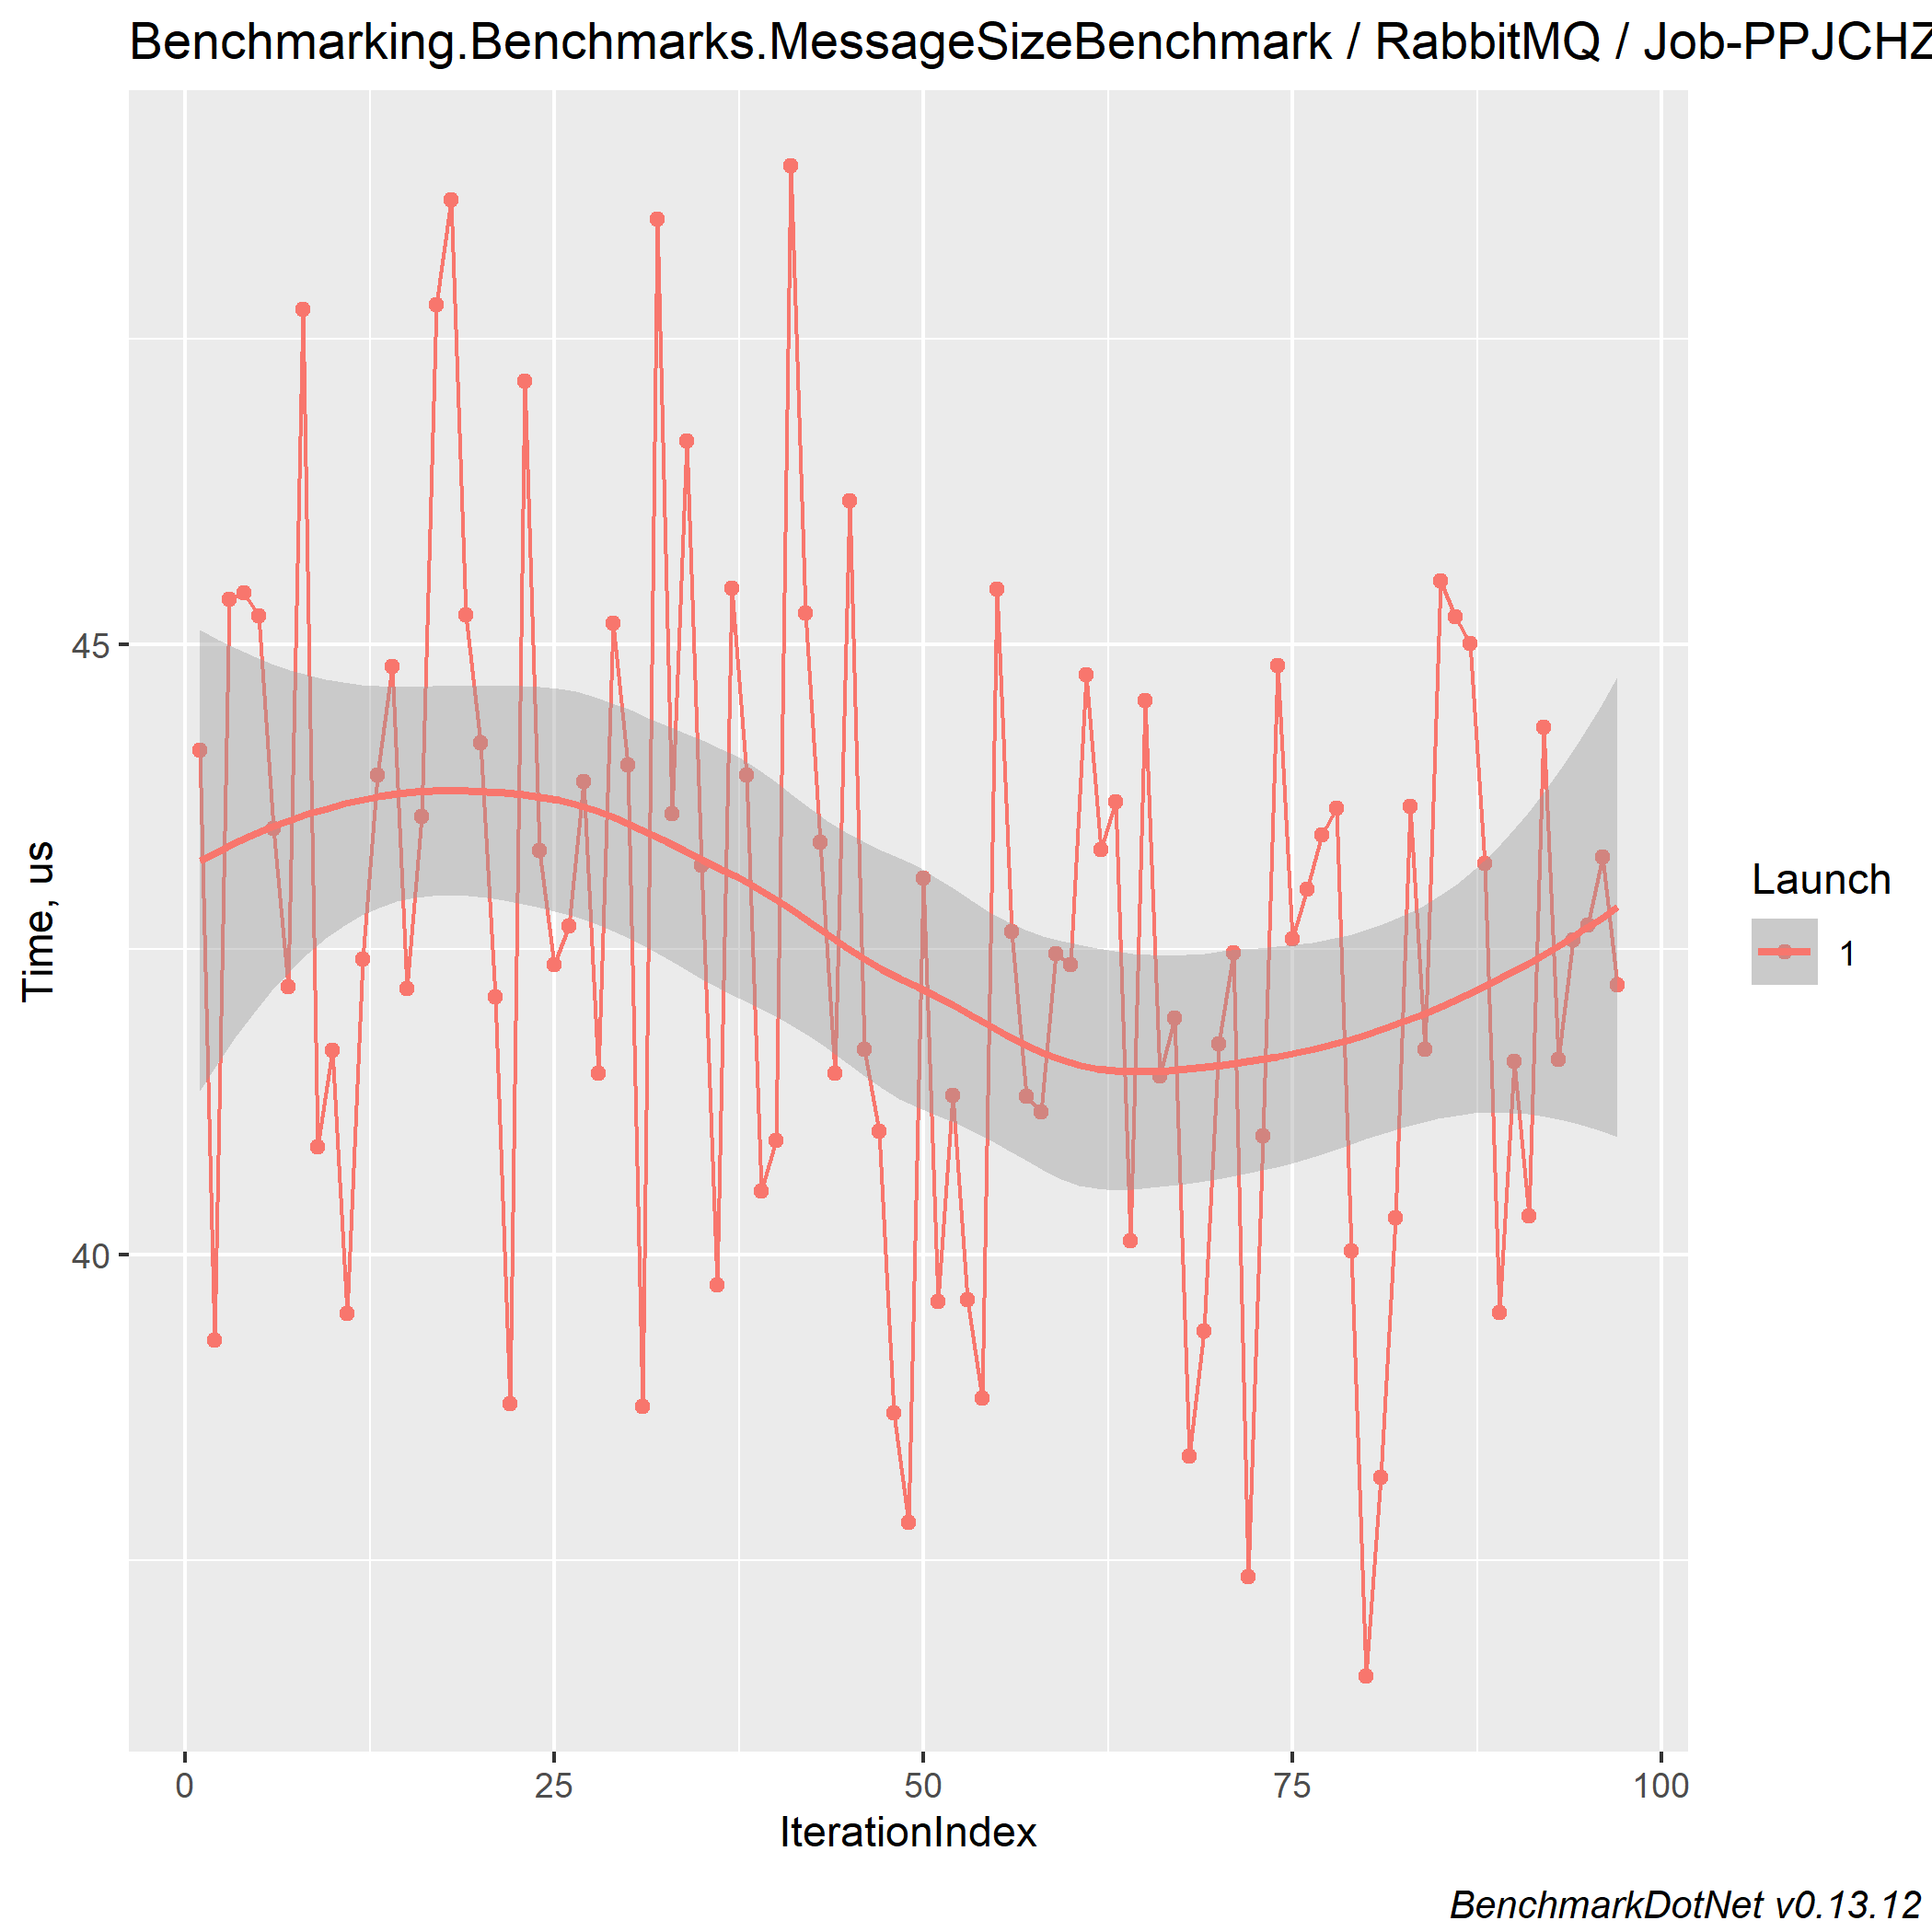 Benchmarking.Benchmarks.MessageSizeBenchmark / RabbitMQ / Job-PPJCHZ
45
40
Time, us
0 25 50 75 100
IterationIndex
Launch
1
BenchmarkDotNet v0.13.12